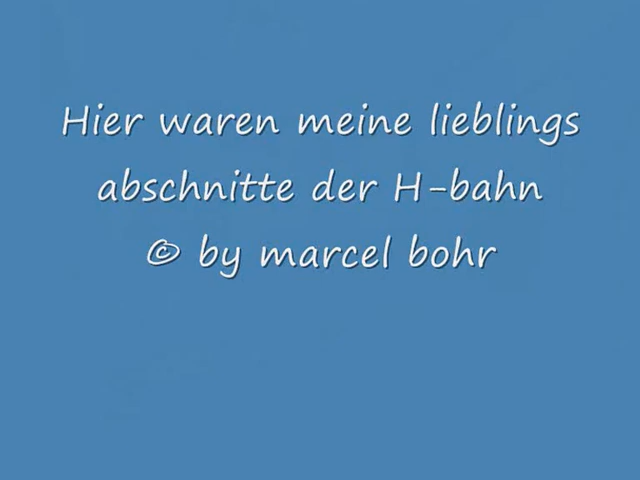 Hier waren meine lieblings
abschnitte der H-bahn
© by marcel bohr